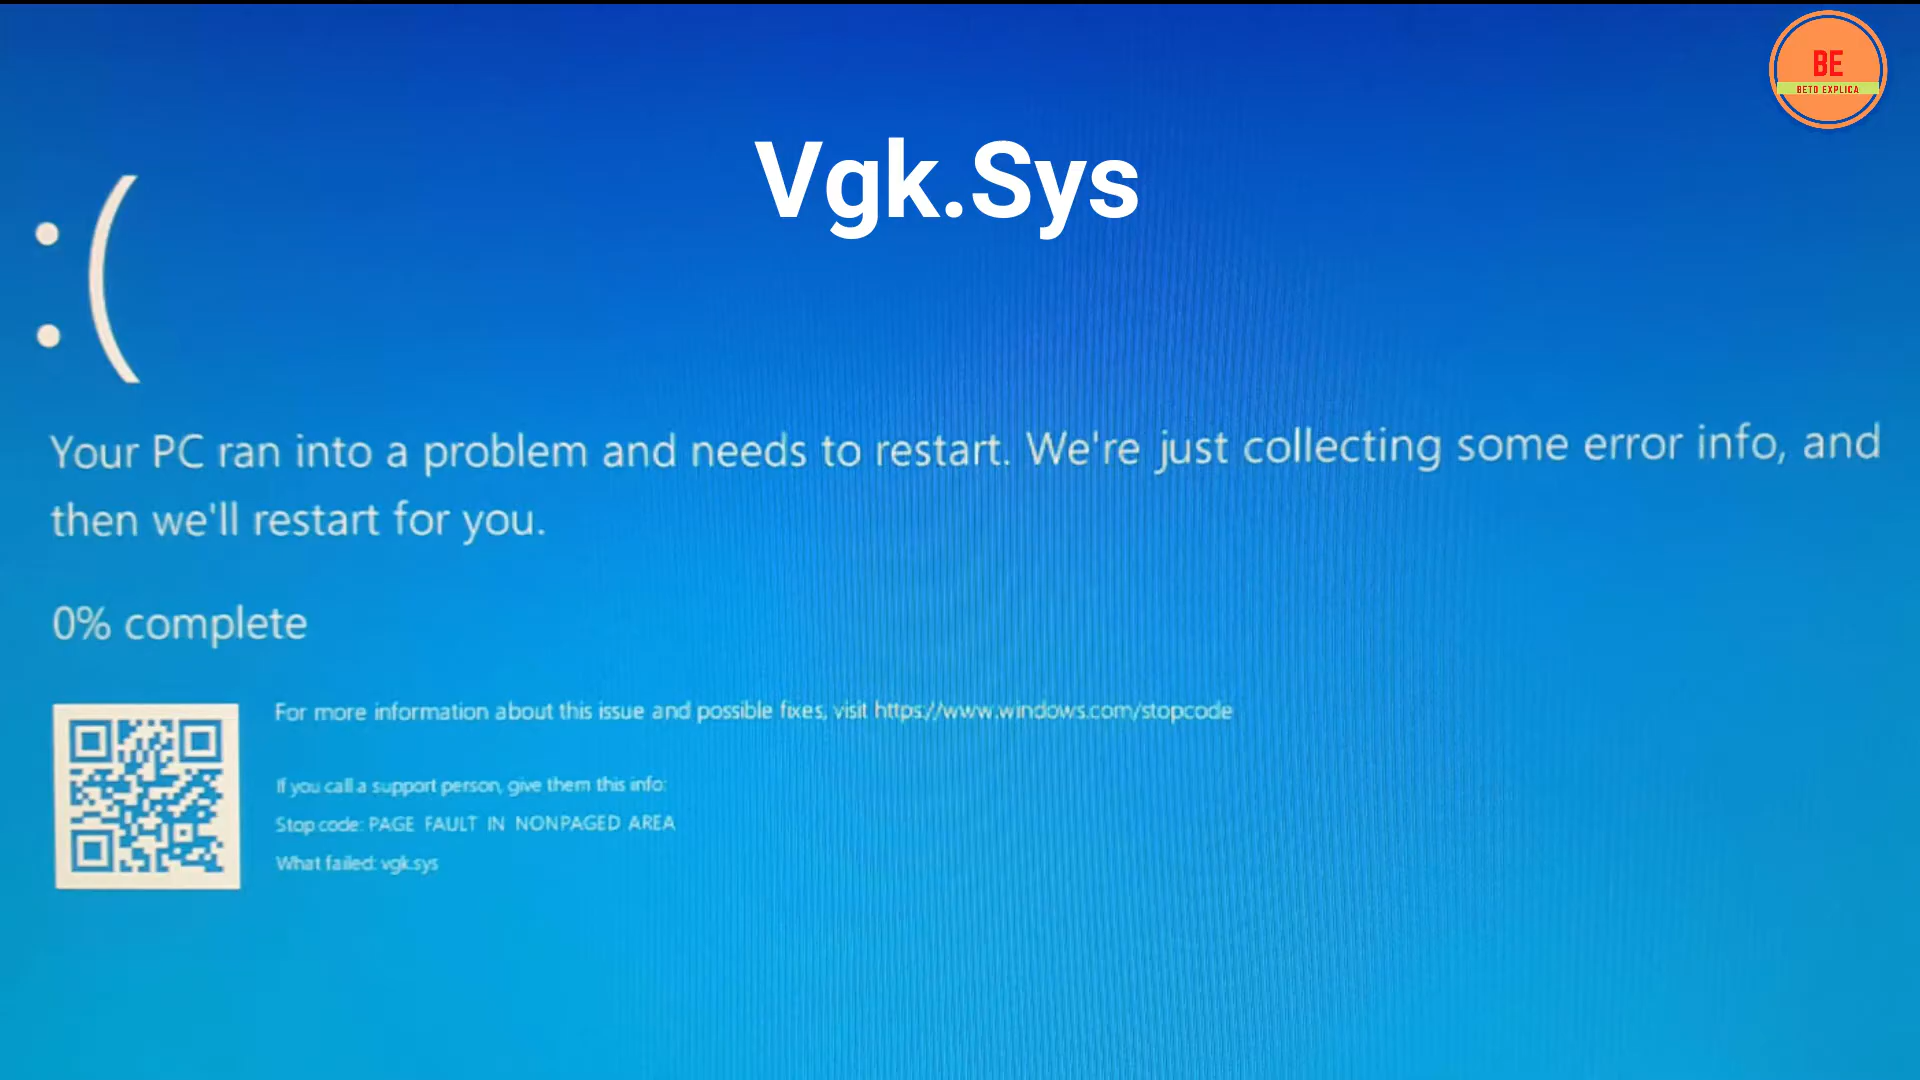 BE
BETO EXPLICA
Vgk.Sys
:(
Your PC ran into a problem and needs to restart. We're just collecting some error info, and
then we'll restart for you.
0% complete
For more information about this issue and possible fixes, visit https://www.windows.com/stopcode
If you call a support person, give them this info:
Stop code: PAGE FAULT IN NONPAGED AREA
What failed: vgk.sys